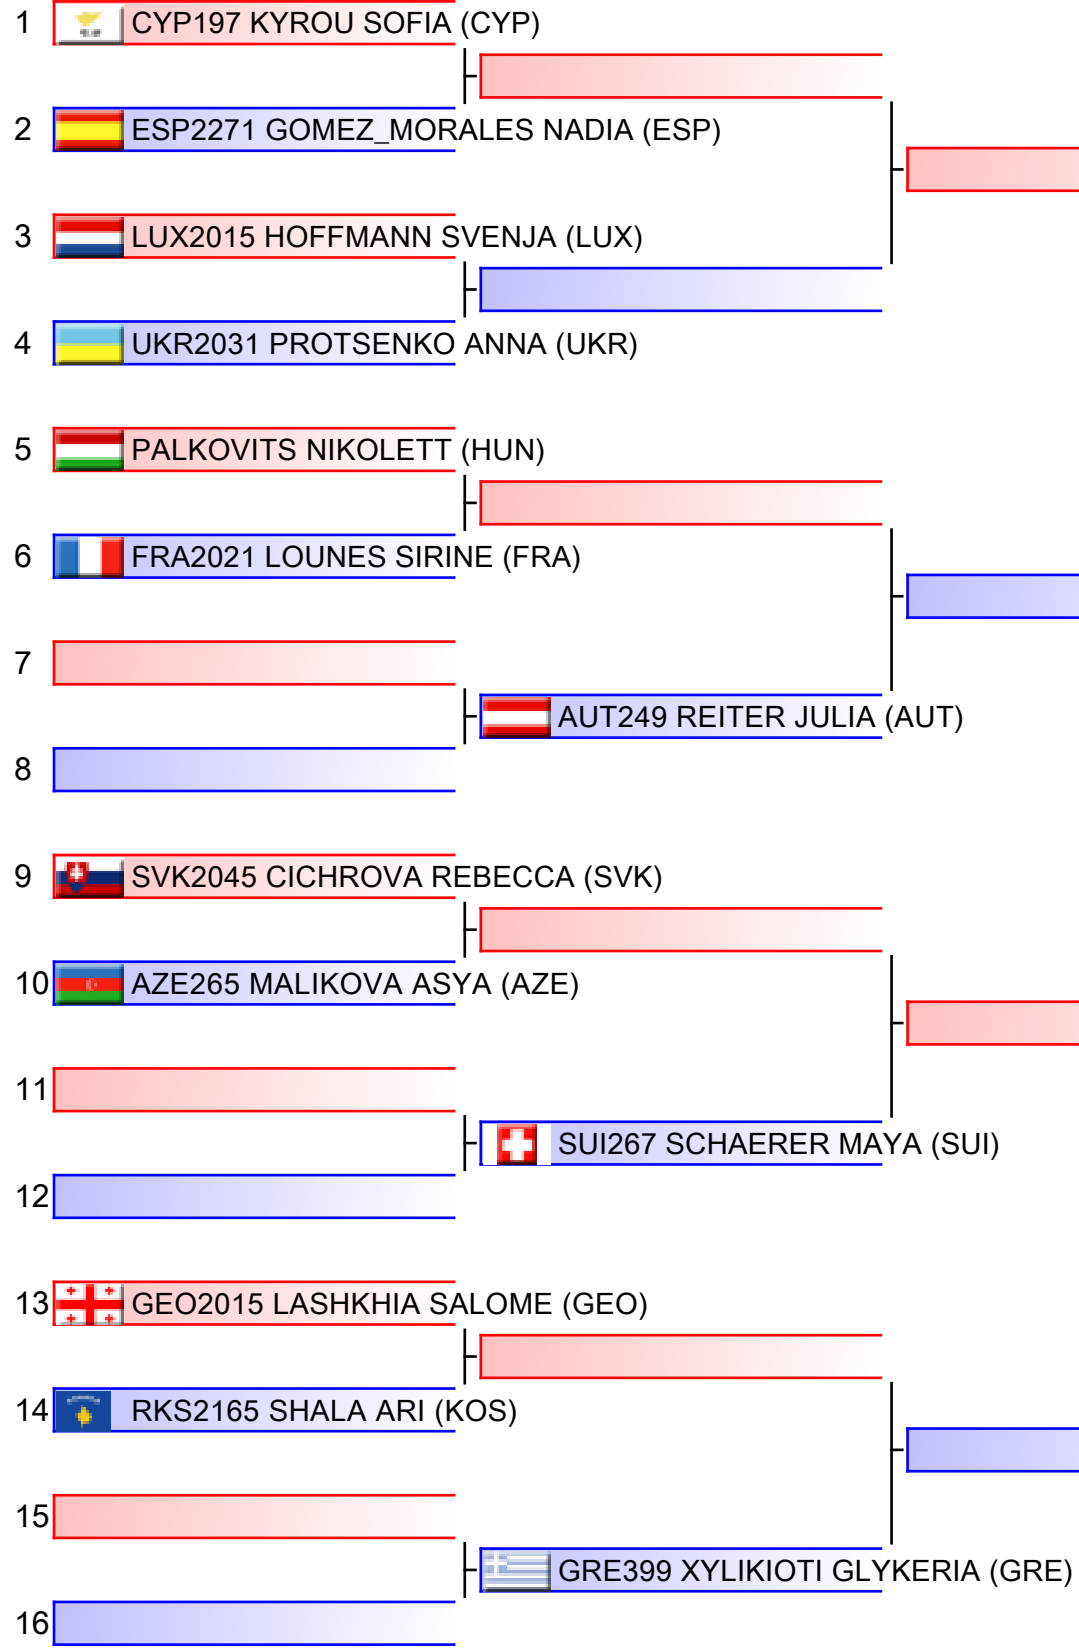 1 CYP197 KYROU SOFIA (CYP)
2 ESP2271 GOMEZ_MORALES NADIA (ESP)
3 LUX2015 HOFFMANN SVENJA (LUX)
4 UKR2031 PROTSENKO ANNA (UKR)
5 PALKOVITS NIKOLETT (HUN)
6 FRA2021 LOUNES SIRINE (FRA)
7
AUT249 REITER JULIA (AUT)
8
9 SVK2045 CICHROVA REBECCA (SVK)
10 AZE265 MALIKOVA ASYA (AZE)
11
SUI267 SCHAERER MAYA (SUI)
12
13 GEO2015 LASHKHIA SALOME (GEO)
14 RKS2165 SHALA ARI (KOS)
15
GRE399 XYLIKIOTI GLYKERIA (GRE)
16